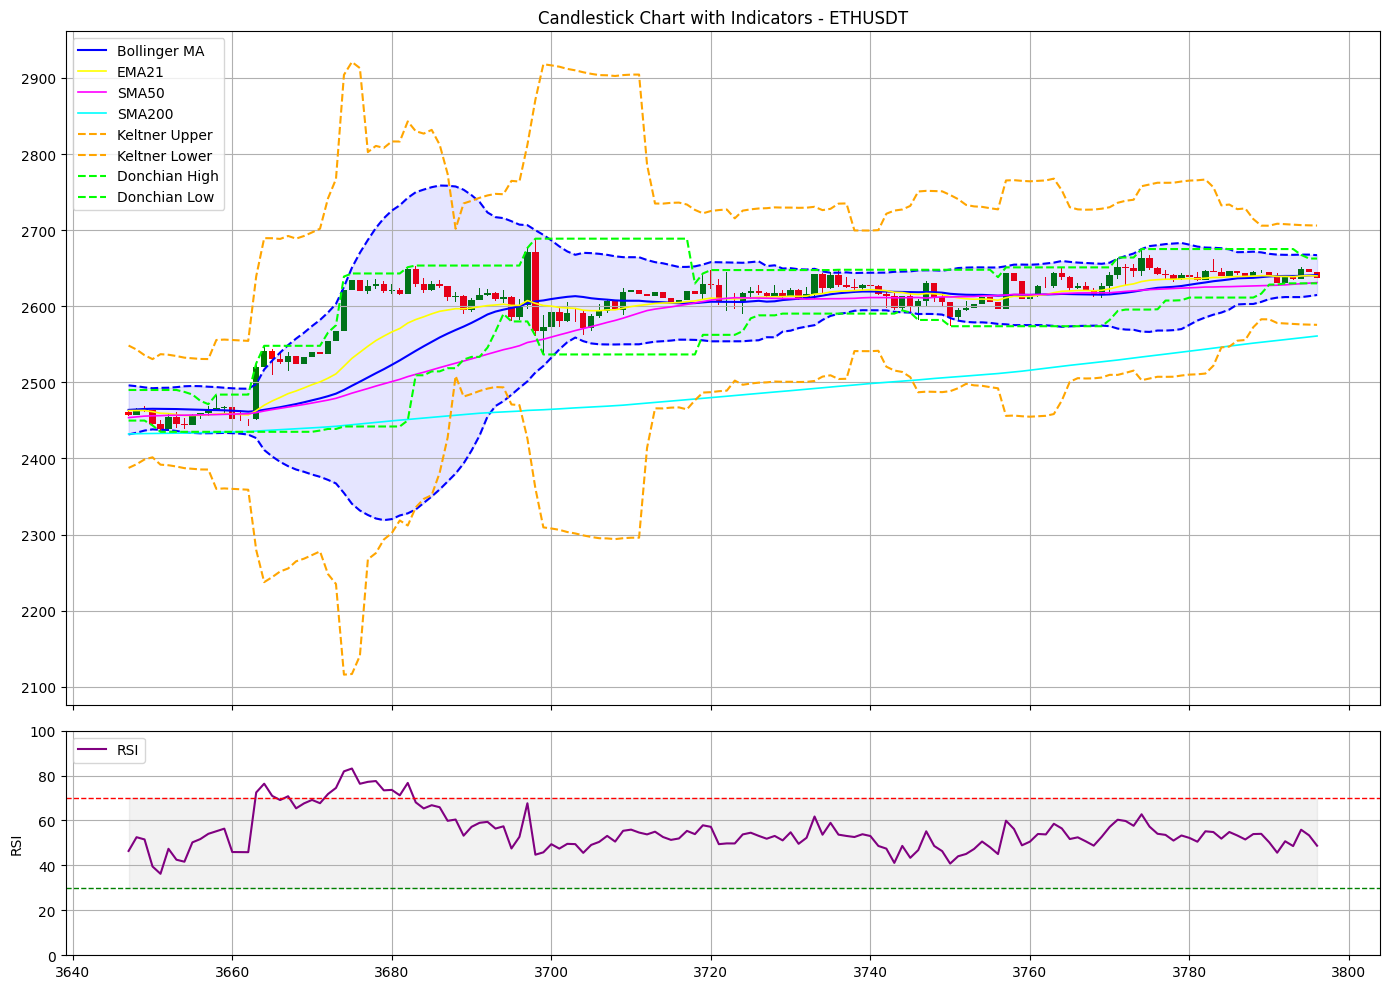 Candlestick Chart with Indicators - ETHUSDT
Bollinger MA
EMA21
SMA50
SMA200
Keltner Upper
Keltner Lower
Donchian High
Donchian Low
2900
2800
2700
2600
2500
2400
2300
2200
2100
RSI
100
80
60
40
20
0
RSI
3640
3660
3680
3700
3720
3740
3760
3780
3800